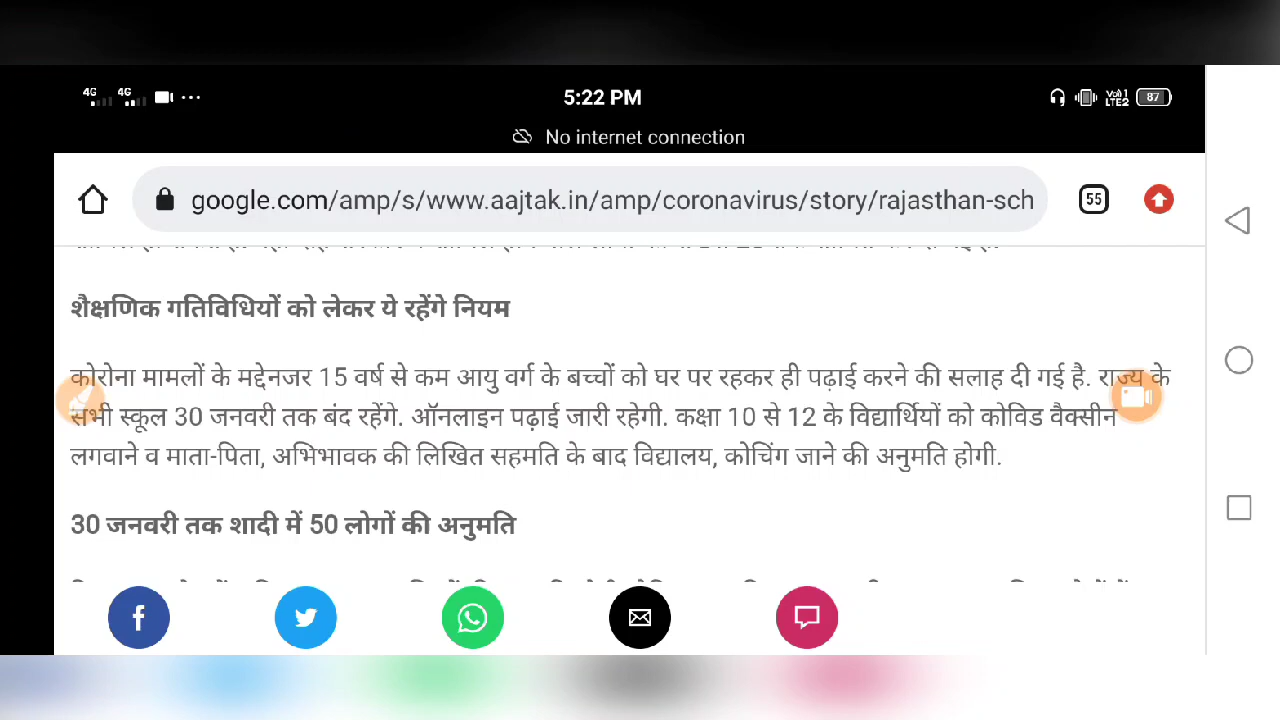 4G 4G
5:22 PM
Vo)) 1
LTE2
87
No internet connection
google.com/amp/s/www.aajtak.in/amp/coronavirus/story/rajasthan-sch
55
शैक्षणिक गतिविधियों को लेकर ये रहेंगे नियम
कोरोना मामलों के मद्देनजर 15 वर्ष से कम आयु वर्ग के बच्चों को घर पर रहकर ही पढ़ाई करने की सलाह दी गई है. राज्य के
सभी स्कूल 30 जनवरी तक बंद रहेंगे. ऑनलाइन पढ़ाई जारी रहेगी. कक्षा 10 से 12 के विद्यार्थियों को कोविड वैक्सीन
लगवाने व माता-पिता, अभिभावक की लिखित सहमति के बाद विद्यालय, कोचिंग जाने की अनुमति होगी.
30 जनवरी तक शादी में 50 लोगों की अनुमति